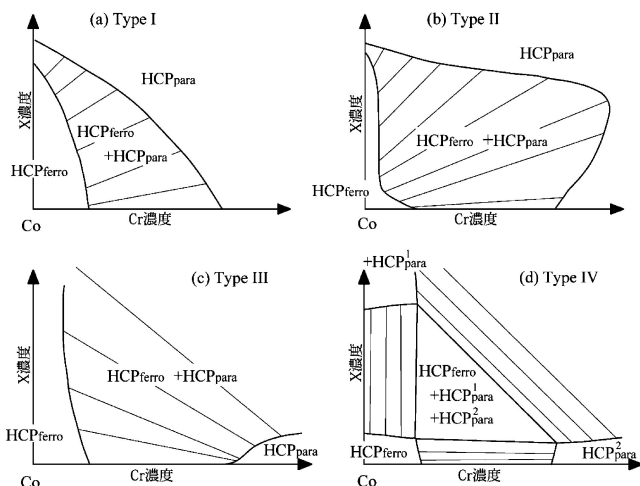 (a) Type I
HCPpara
HCPferro
+HCPpara
HCPferro
X濃度
Co
Cr濃度
(b) Type II
HCPpara
HCPferro +HCPpara
HCPferro
X濃度
Co
Cr濃度
(c) Type III
HCPferro +HCPpara
HCPferro
HCPpara
X濃度
Co
Cr濃度
+HCP¹para
(d) Type IV
HCPferro
+HCP¹para
+HCP²para
HCPferro
HCP²para
X濃度
Co
Cr濃度